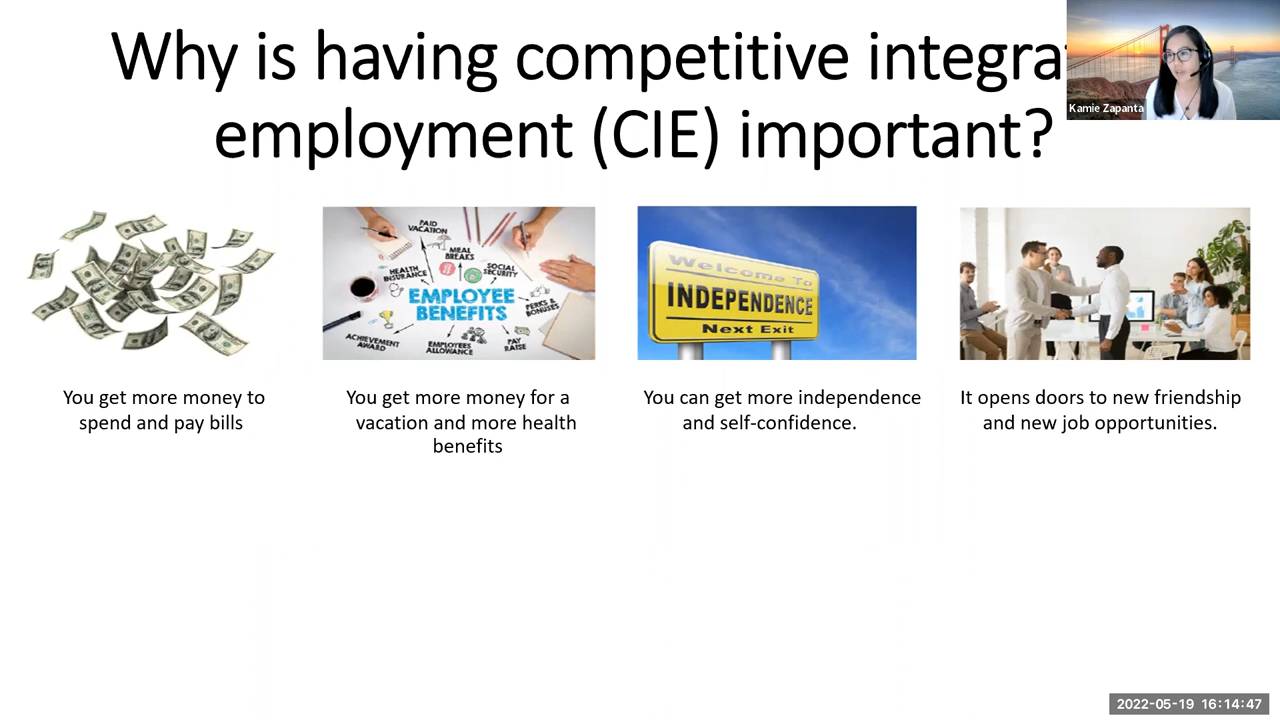 Why is having competitive integra
employment (CIE) important?
Kamie Zapanta
PAID
VACATION
MEAL
BREAKS
HEALTH
INSURANCE
SOCIAL
SECURITY
EMPLOYEE
BENEFITS
PERKS &
BONUSES
ACHIEVEMENT
AWARD
EMPLOYEES
ALLOWANCE
PAY
RAISE
Welcome To
INDEPENDENCE
Next Exit
You get more money to
spend and pay bills
You get more money for a
vacation and more health
benefits
You can get more independence
and self-confidence.
It opens doors to new friendship
and new job opportunities.
2022-05-19 16:14:47